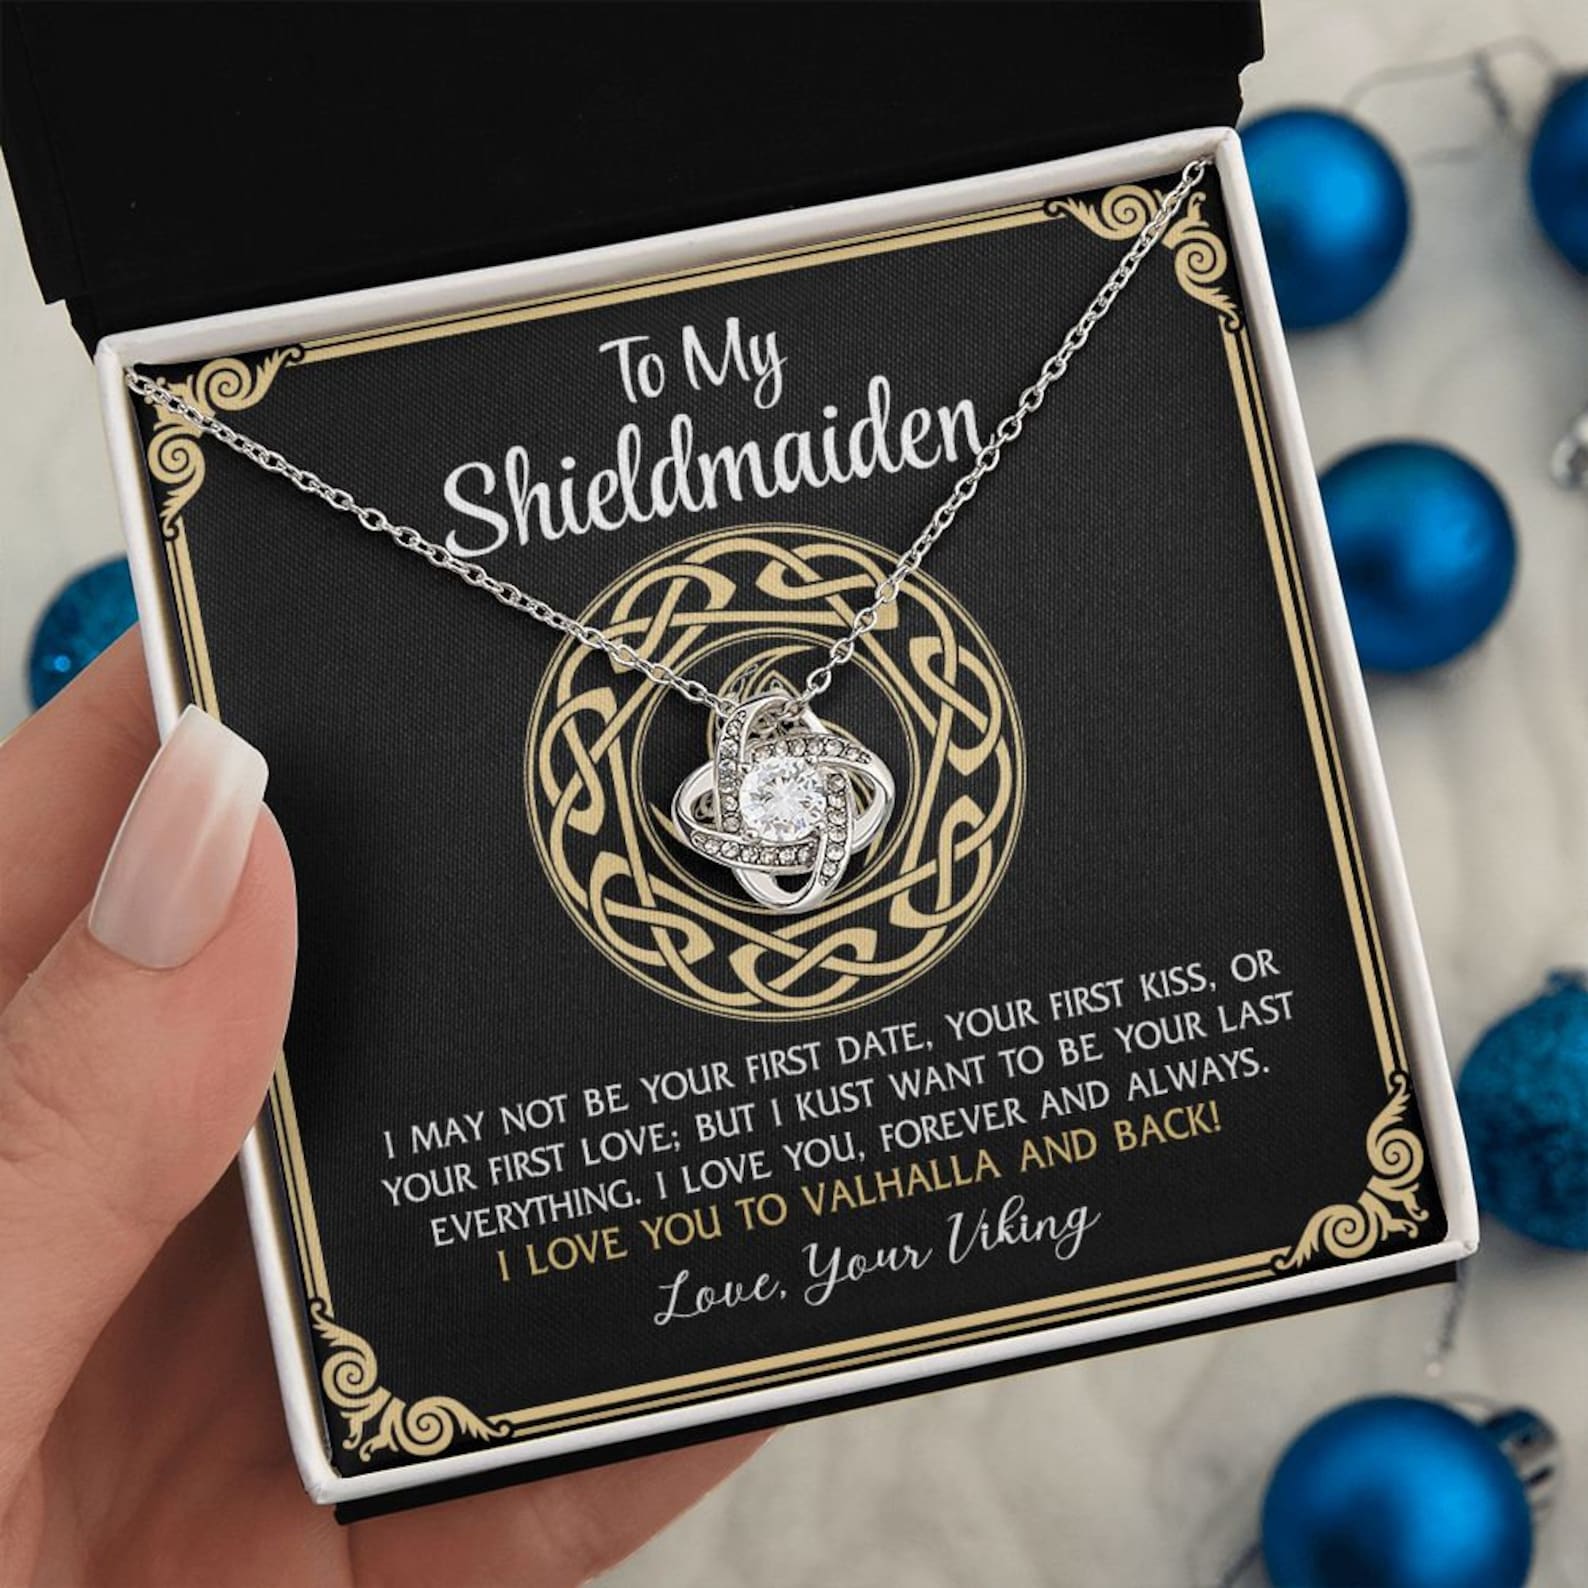 To My
Shieldmaiden
I MAY NOT BE YOUR FIRST DATE, YOUR FIRST KISS, OR
YOUR FIRST LOVE; BUT I KUST WANT TO BE YOUR LAST
EVERYTHING. I LOVE YOU, FOREVER AND ALWAYS.
I LOVE YOU TO VALHALLA AND BACK!
Love, Your Viking